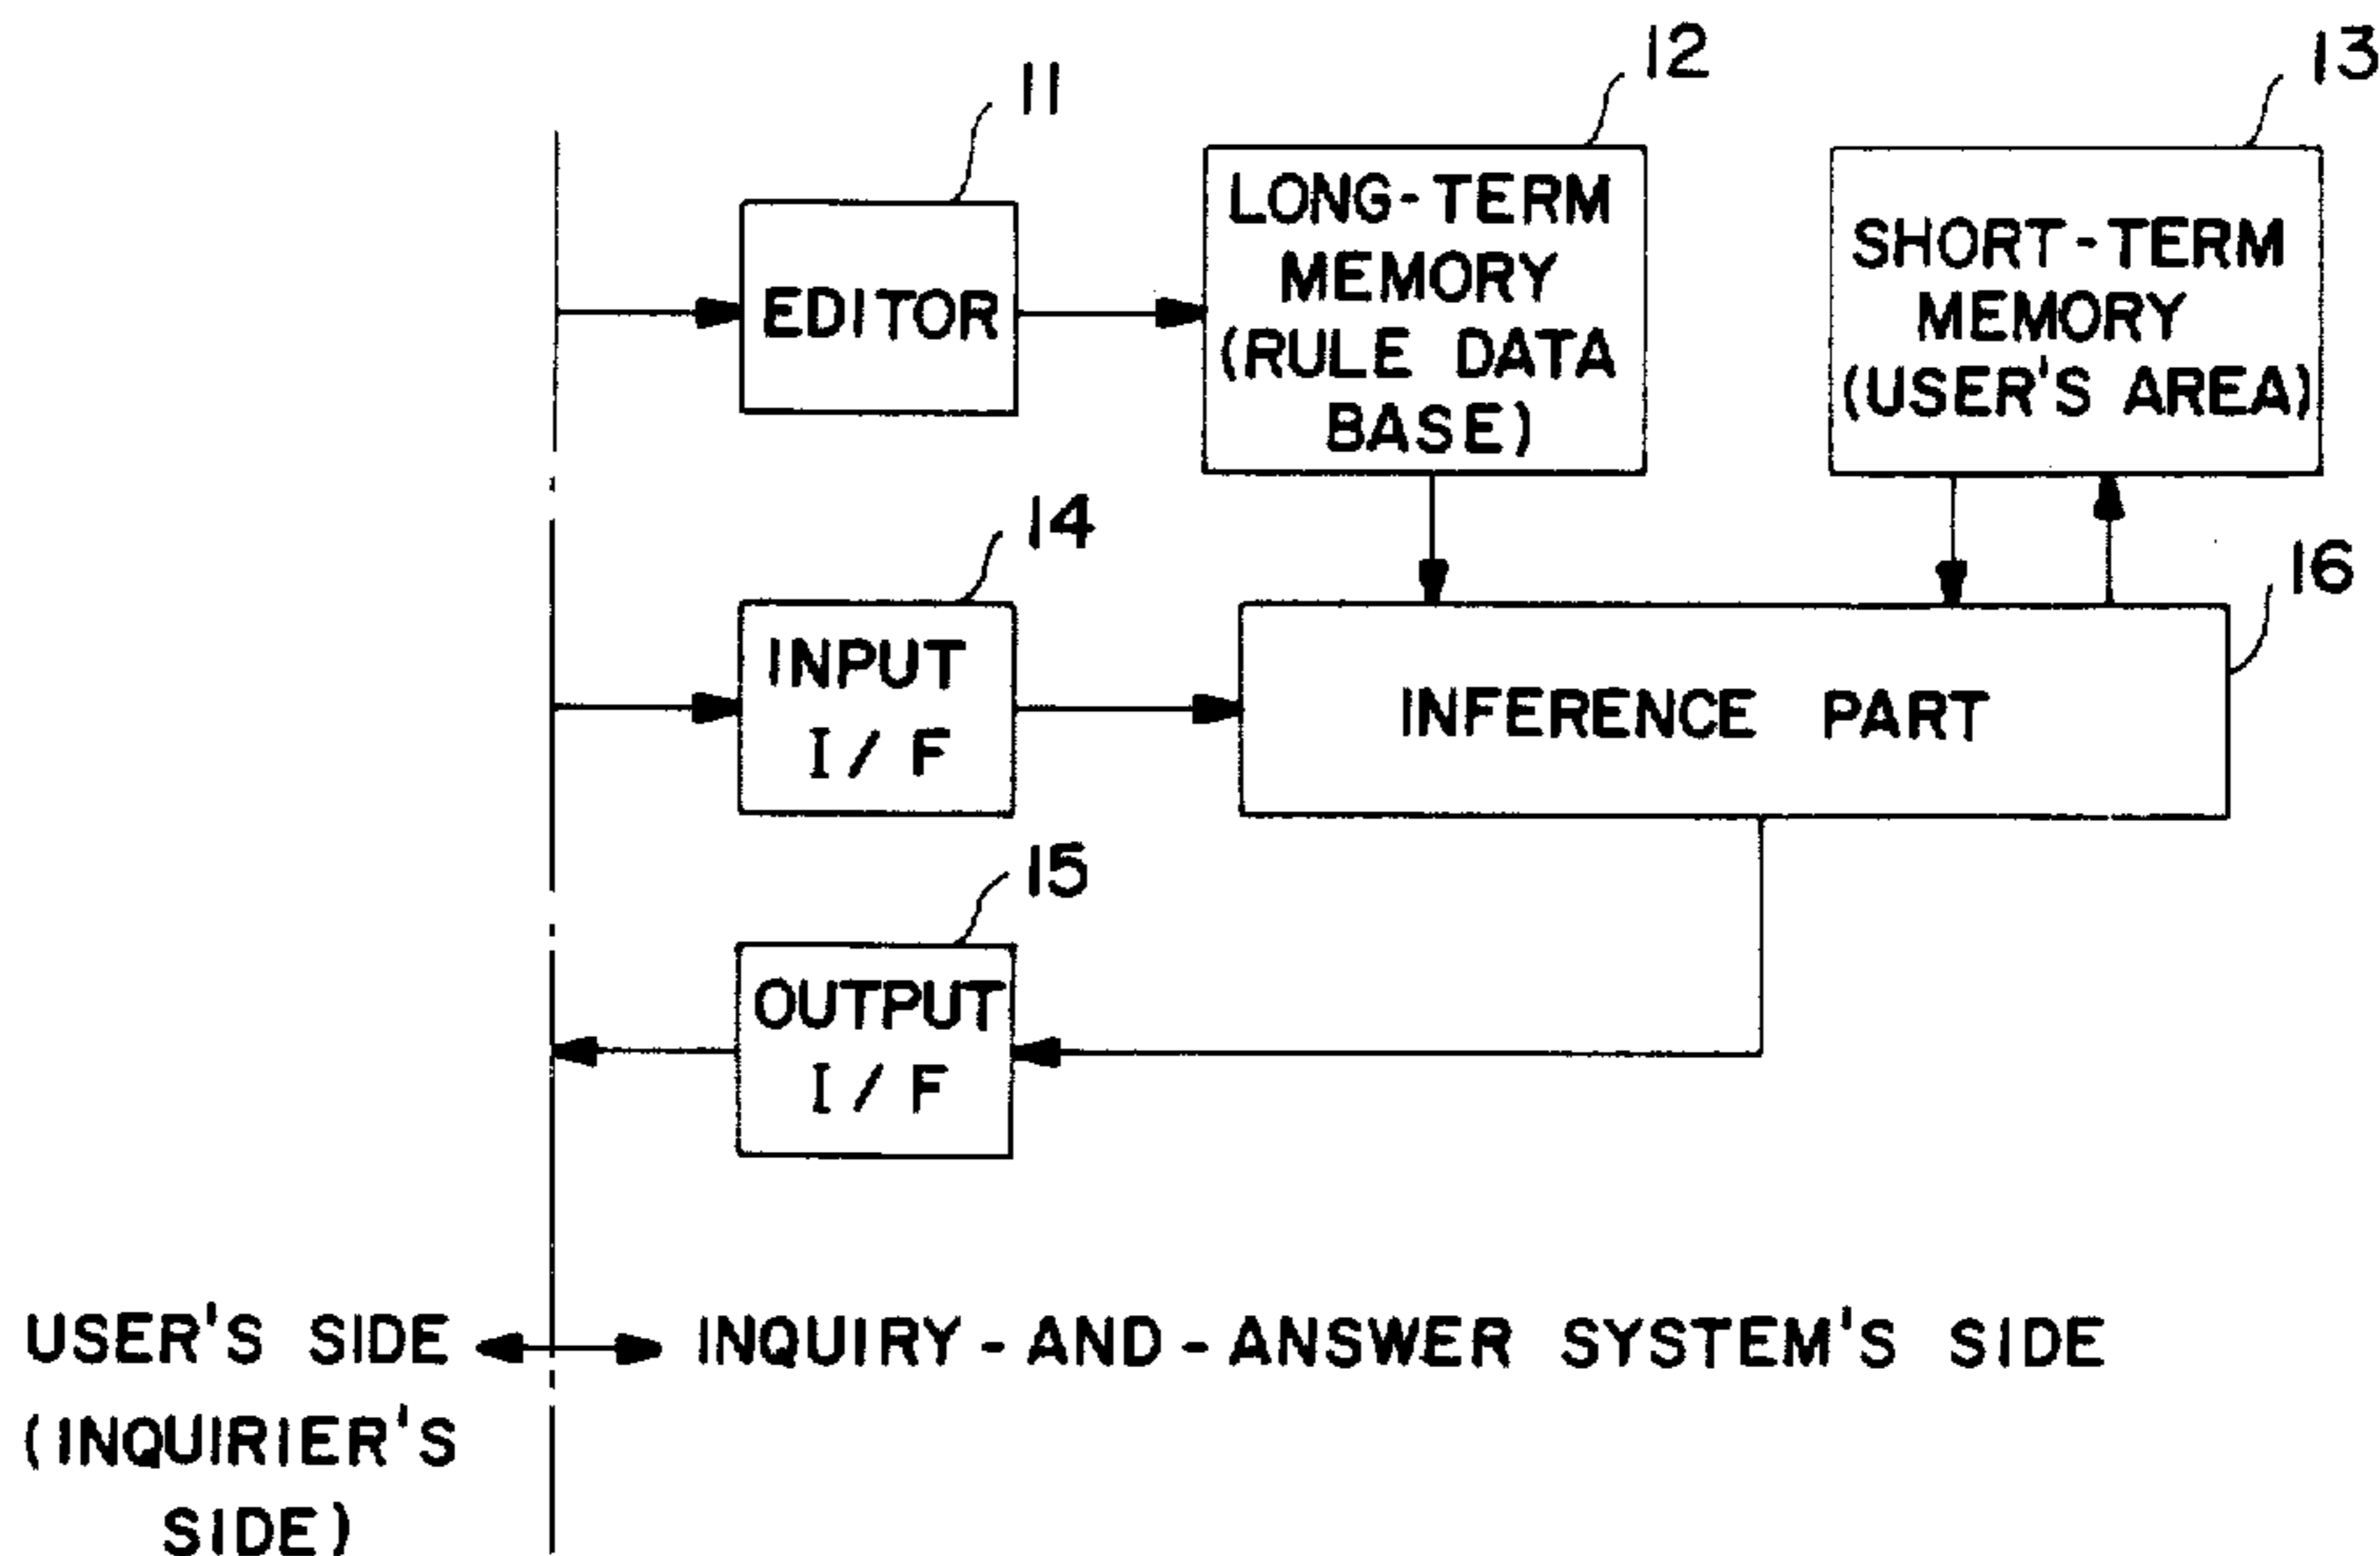 11
12
13
EDITOR
LONG-TERM
MEMORY
(RULE DATA
BASE)
SHORT-TERM
MEMORY
(USER'S AREA)
14
16
INPUT
I/F
INFERENCE PART
15
OUTPUT
I/F
USER'S SIDE
(INQUIRIER'S
SIDE)
INQUIRY-AND-ANSWER SYSTEM'S SIDE